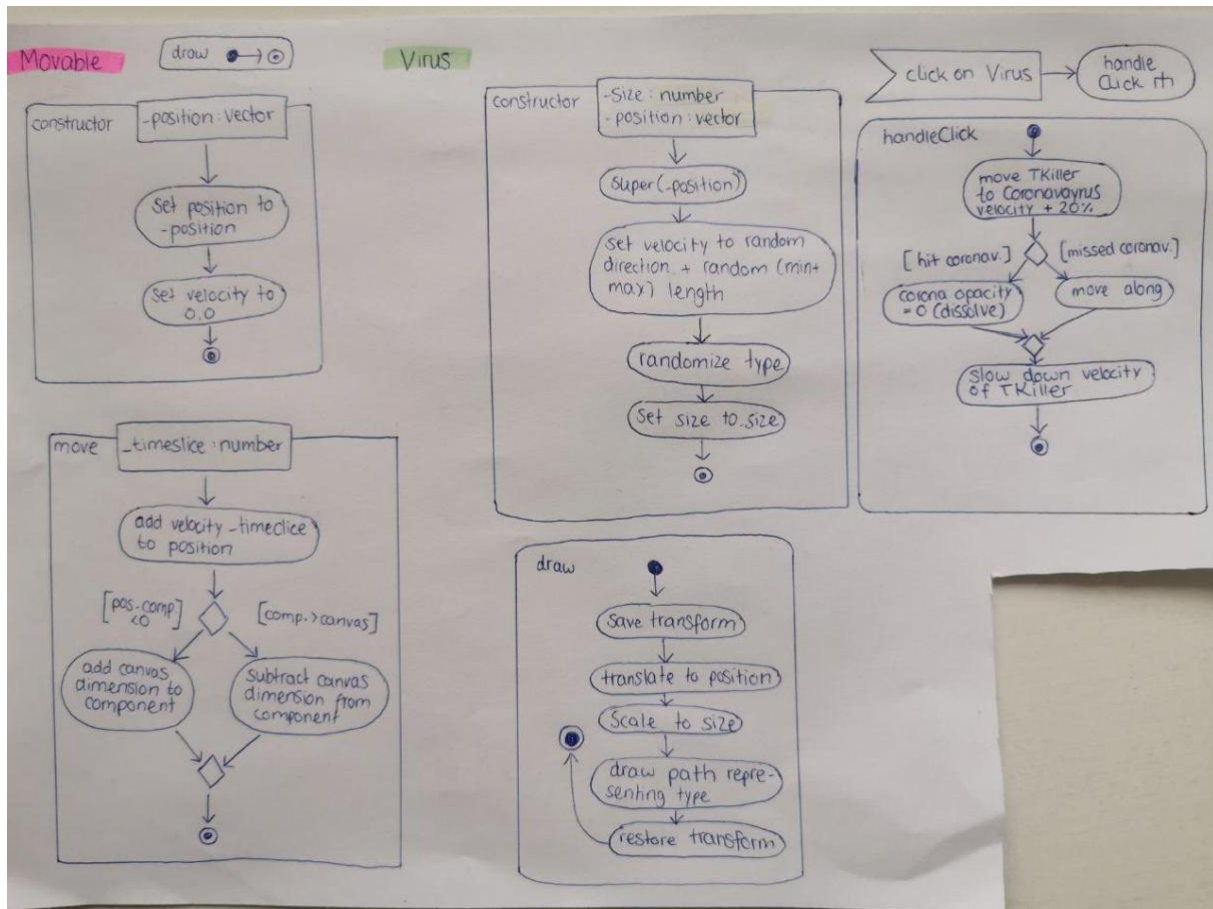 Movable
draw
constructor
-position: vector
Set position to
-position
Set velocity to
0.0
move
_timeslice: number
add velocity _timeclice
to position
[pos.comp.
<0]
[comp.>canvas]
add canvas
dimension to
component
subtract canvas
dimension from
component
Virus
constructor
-Size: number
-position: vector
super(-position)
set velocity to random
direction + random (min+
max) length
randomize type
Set size to _size
draw
save transform
translate to position
Scale to size
draw path repre-
senting type
restore transform
click on Virus
handle
Click
handleClick
move TKiller
to Coronavayrus
velocity + 20%
[hit coronav.]
[missed coronav.]
corona opacity
= 0 (dissolve)
move along
slow down velocity
of TKiller